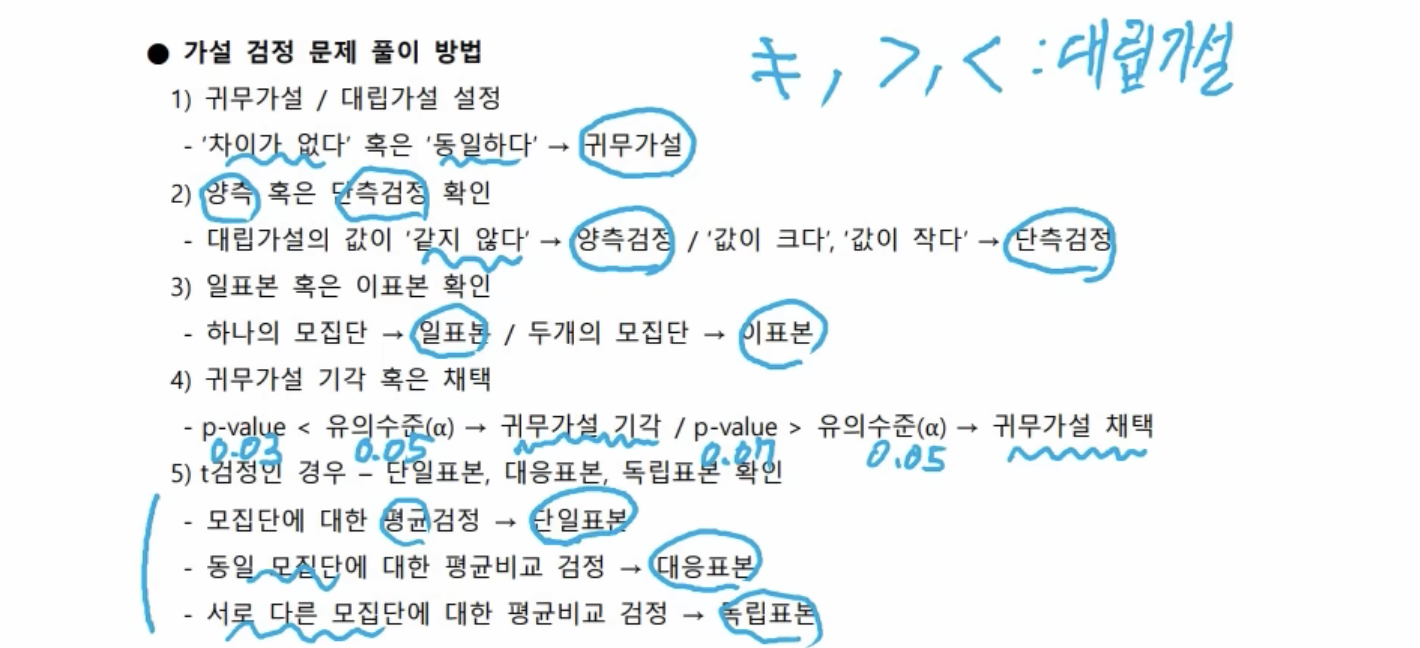 ● 가설 검정 문제 풀이 방법
≠, >, < : 대립가설
1) 귀무가설 / 대립가설 설정
- '차이가 없다' 혹은 '동일하다' → 귀무가설
2) 양측 혹은 단측검정 확인
- 대립가설의 값이 '같지 않다' → 양측검정 / '값이 크다', '값이 작다' → 단측검정
3) 일표본 혹은 이표본 확인
- 하나의 모집단 → 일표본 / 두개의 모집단 → 이표본
4) 귀무가설 기각 혹은 채택
- p-value < 유의수준(α) → 귀무가설 기각 / p-value > 유의수준(α) → 귀무가설 채택
0.03 0.05 0.07 0.05
5) t검정인 경우 – 단일표본, 대응표본, 독립표본 확인
- 모집단에 대한 평균검정 → 단일표본
- 동일 모집단에 대한 평균비교 검정 → 대응표본
- 서로 다른 모집단에 대한 평균비교 검정 → 독립표본